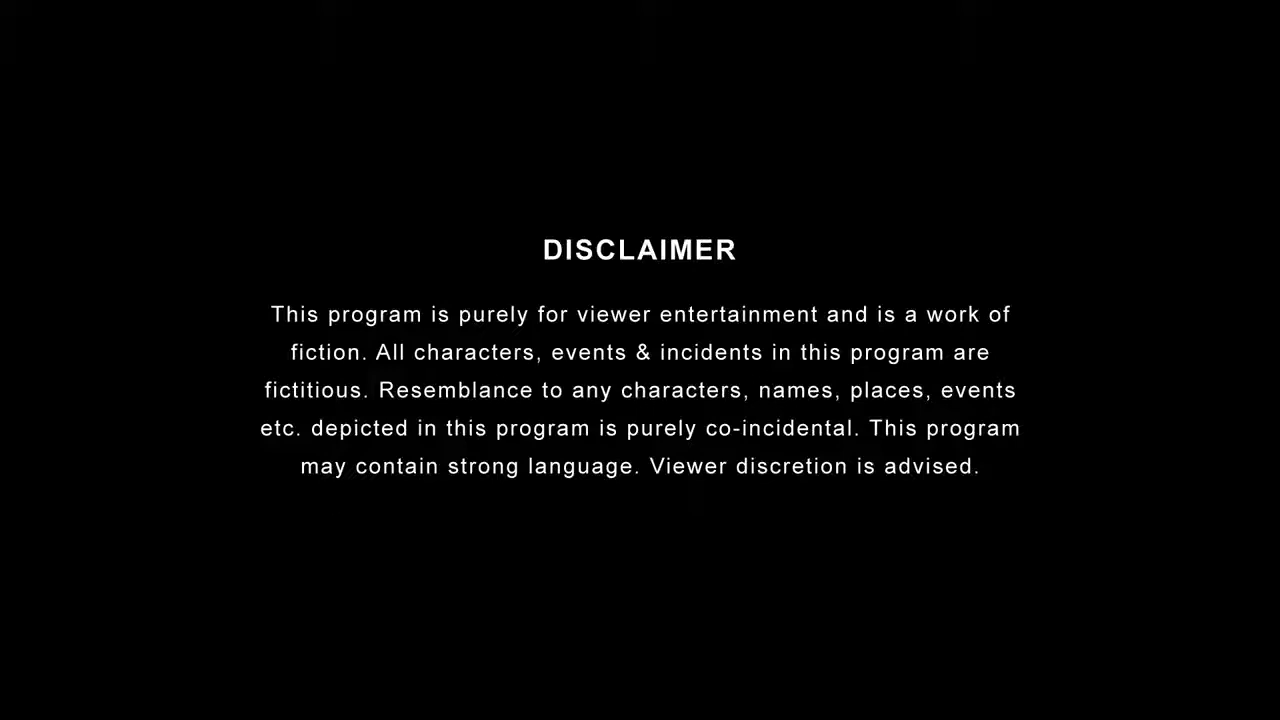 DISCLAIMER
This program is purely for viewer entertainment and is a work of
fiction. All characters, events & incidents in this program are
fictitious. Resemblance to any characters, names, places, events
etc. depicted in this program is purely co-incidental. This program
may contain strong language. Viewer discretion is advised.